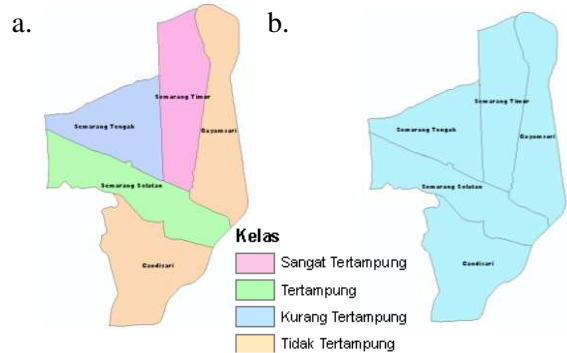 a.
Semarang Timur
Semarang Tengah
Gayamsari
Semarang Selatan
Candisari
b.
Semarang Timur
Semarang Tengah
Gayamsari
Semarang Selatan
Candisari
Kelas
Sangat Tertampung
Tertampung
Kurang Tertampung
Tidak Tertampung